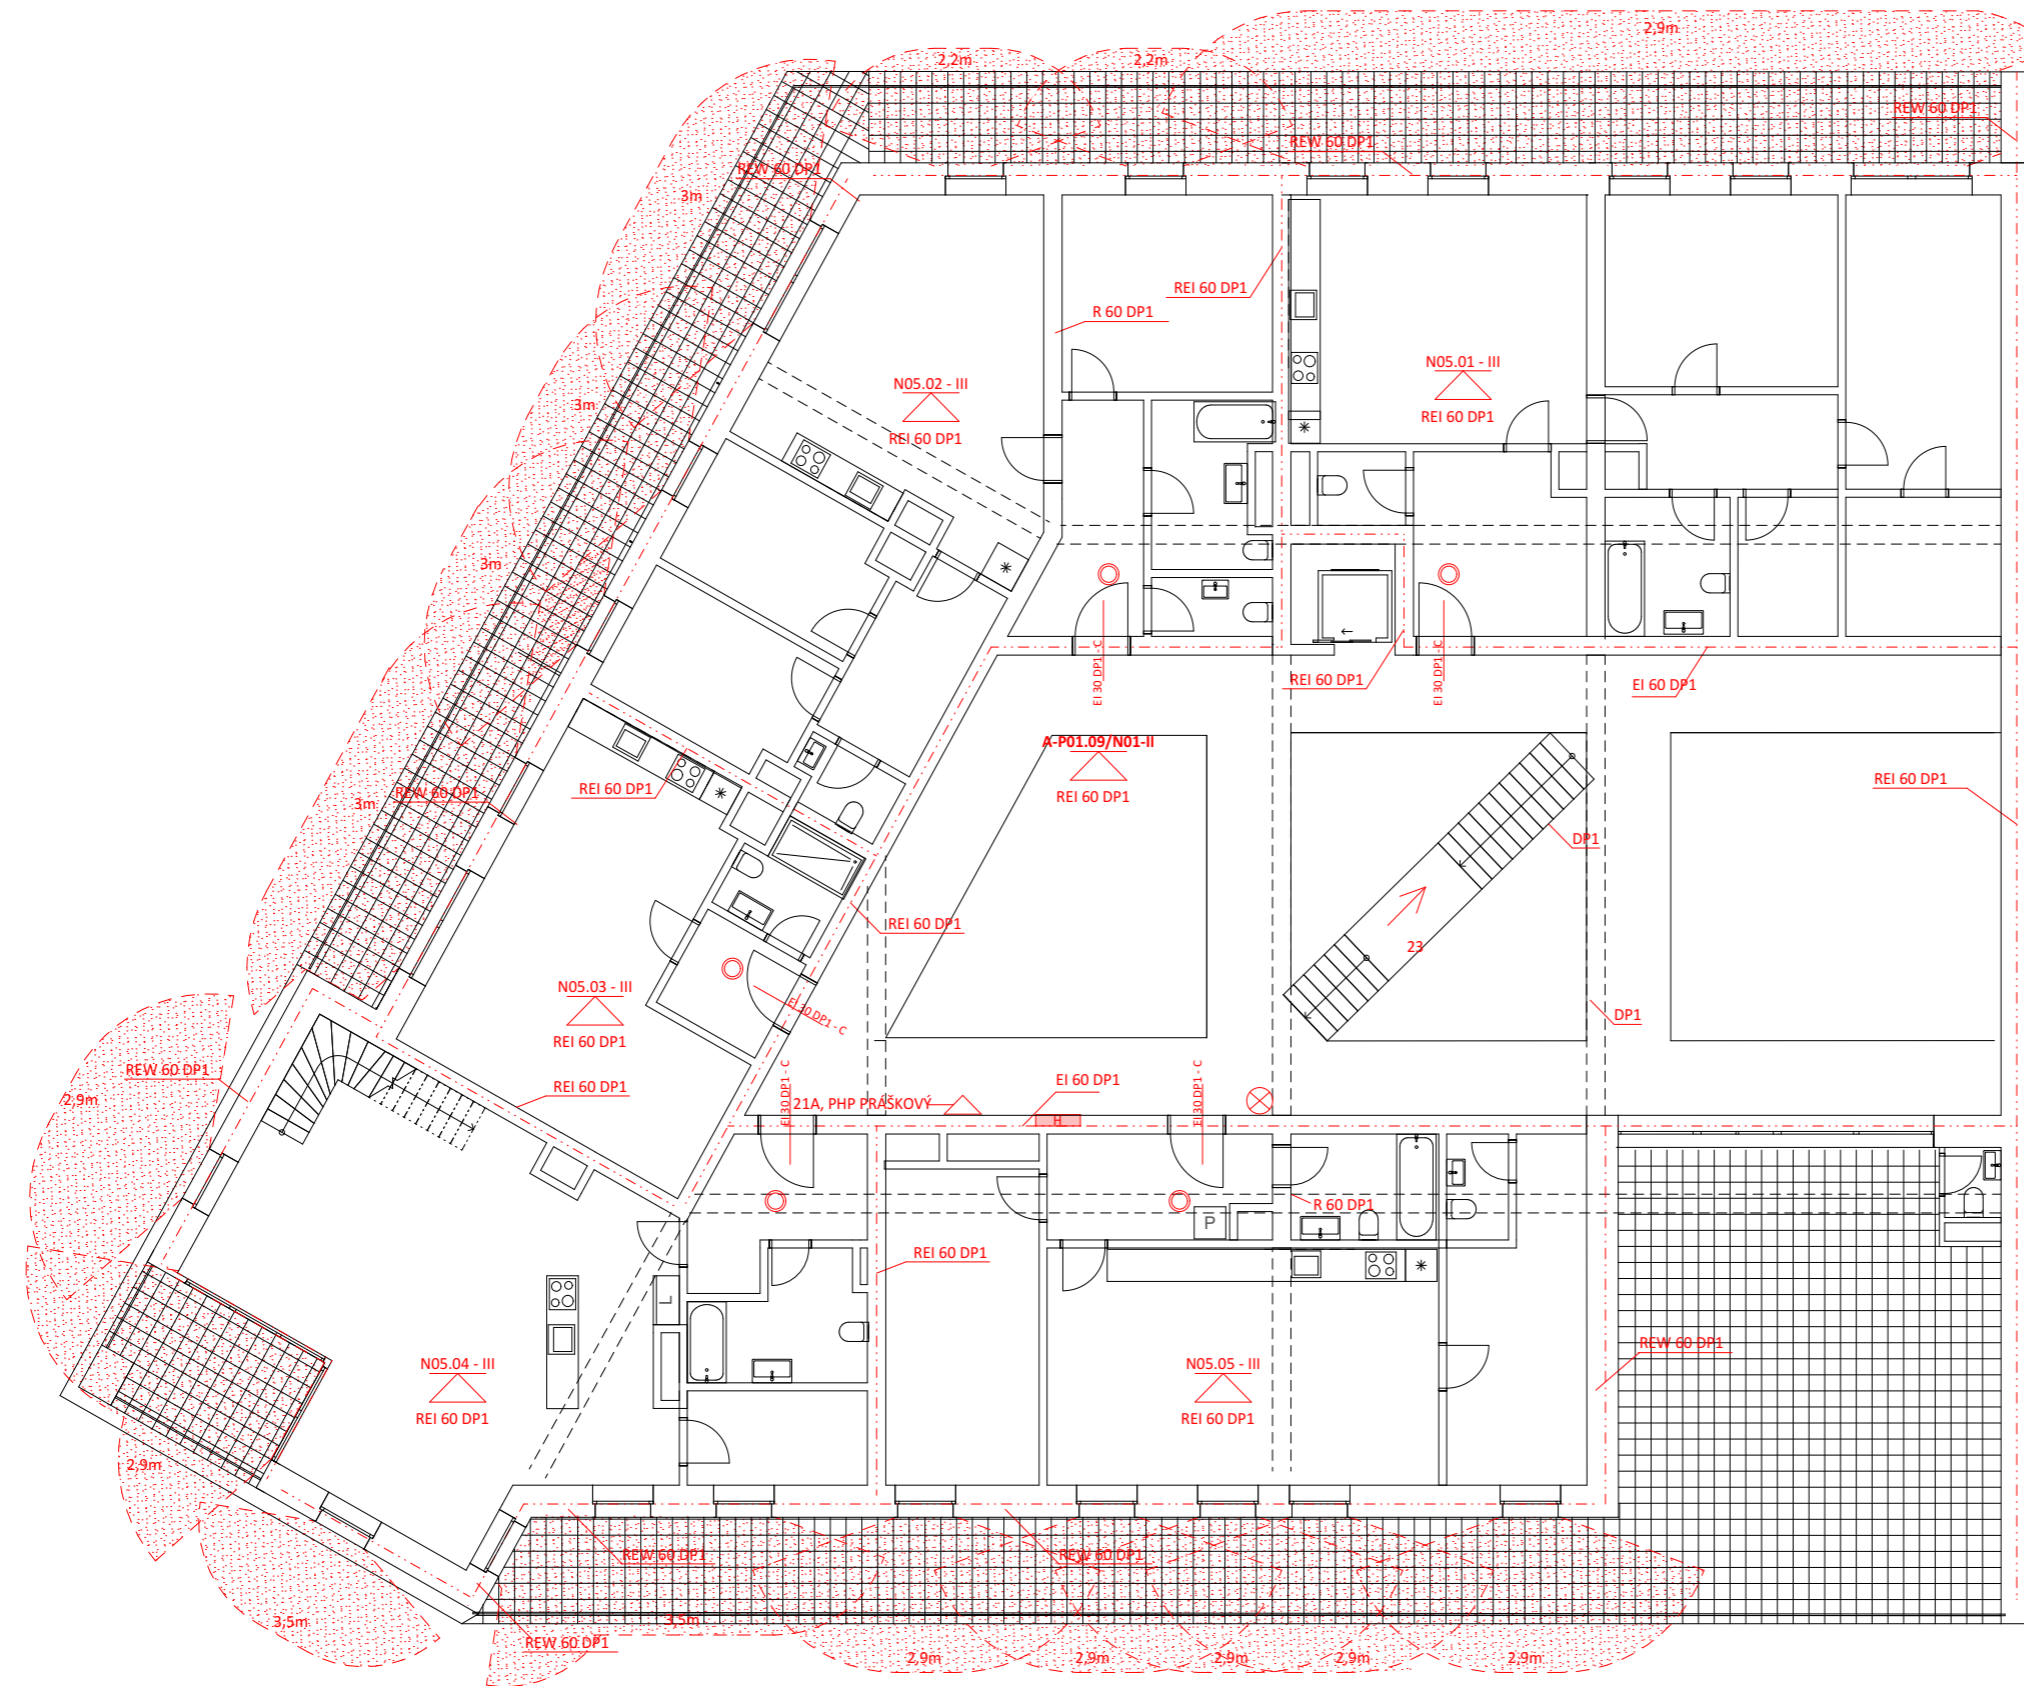 2,9m
2,2m
2,2m
REW 60 DP1
REW 60 DP1
REW 60 DP1
3m
REI 60 DP1
R 60 DP1
N05.02 - III
REI 60 DP1
N05.01 - III
REI 60 DP1
3m
3m
EI 30 DP1 - C
REI 60 DP1
EI 30 DP1 - C
EI 60 DP1
A-P01.09/N01-II
REI 60 DP1
REI 60 DP1
REI 60 DP1
3m
REW 60 DP1
DP1
REI 60 DP1
23
N05.03 - III
REI 60 DP1
EI 30 DP1 - C
DP1
REW 60 DP1
2,9m
REI 60 DP1
EI 30 DP1 - C
21A, PHP PRÁŠKOVÝ
EI 60 DP1
H
EI 30 DP1 - C
R 60 DP1
P
REI 60 DP1
L
N05.04 - III
REI 60 DP1
N05.05 - III
REI 60 DP1
REW 60 DP1
2,9m
REW 60 DP1
REW 60 DP1
3,5m
3,5m
REW 60 DP1
2,9m
2,9m
2,9m
2,9m
2,9m